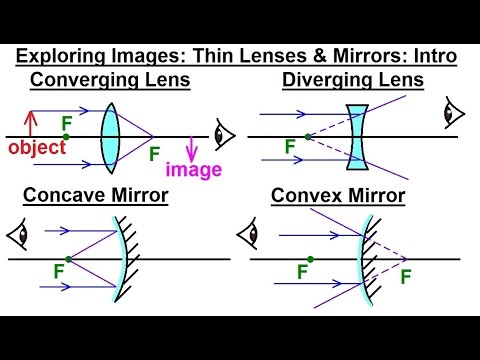 Exploring Images: Thin Lenses & Mirrors: Intro
Converging Lens
Diverging Lens
F
object
F
image
F
Concave Mirror
Convex Mirror
F
F
F